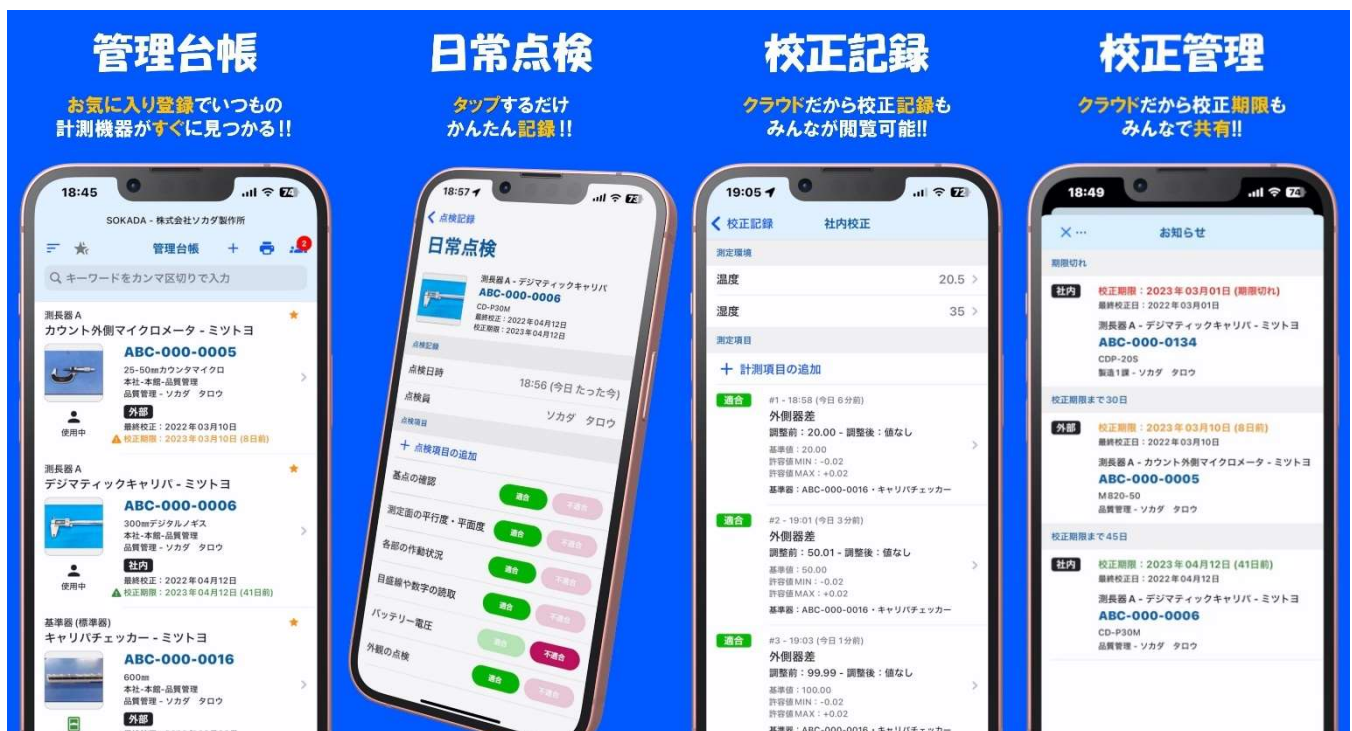 管理台帳
お気に入り登録でいつもの
計測機器がすぐに見つかる!!
18:45
74
SOKADA - 株式会社ソカダ製作所
管理台帳
2
キーワードをカンマ区切りで入力
測長器A
カウント外側マイクロメータ - ミツトヨ
ABC-000-0005
25-50㎜カウンタマイクロ
本社-本館-品質管理
品質管理 - ソカダ タロウ
外部
使用中
最終校正：2022年03月10日
校正期限：2023年03月10日 (8日前)
測長器A
デジマティックキャリパ - ミツトヨ
ABC-000-0006
300㎜デジタルノギス
本社-本館-品質管理
品質管理 - ソカダ タロウ
社内
使用中
最終校正：2022年04月12日
校正期限：2023年04月12日 (41日前)
基準器(標準器)
キャリパチェッカー - ミツトヨ
ABC-000-0016
600㎜
本社-本館-品質管理
品質管理 - ソカダ タロウ
外部
日常点検
タップするだけ
かんたん記録!!
18:57
73
点検記録
日常点検
測長器A - デジマティックキャリパ
ABC-000-0006
CD-P30M
最終校正：2022年04月12日
校正期限：2023年04月12日
点検記録
点検日時 18:56 (今日 たった今)
点検員 ソカダ タロウ
点検項目
+ 点検項目の追加
基点の確認 適合 不適合
測定面の平行度・平面度 適合 不適合
各部の作動状況 適合 不適合
目盛線や数字の読取 適合 不適合
バッテリー電圧 適合 不適合
外観の点検 適合 不適合
校正記録
クラウドだから校正記録も
みんなが閲覧可能!!
19:05
72
校正記録 社内校正
測定環境
温度 20.5
湿度 35
測定項目
+ 計測項目の追加
適合 #1 - 18:58 (今日 6分前)
外側器差
調整前：20.00 - 調整後：値なし
基準値：20.00
許容値MIN：-0.02
許容値MAX：+0.02
基準器：ABC-000-0016・キャリパチェッカー
適合 #2 - 19:01 (今日 3分前)
外側器差
調整前：50.01 - 調整後：値なし
基準値：50.00
許容値MIN：-0.02
許容値MAX：+0.02
基準器：ABC-000-0016・キャリパチェッカー
適合 #3 - 19:03 (今日 1分前)
外側器差
調整前：99.99 - 調整後：値なし
基準値：100.00
許容値MIN：-0.02
許容値MAX：+0.02
基準器：ABC-000-0016・キャリパチェッカー
校正管理
クラウドだから校正期限も
みんなで共有!!
18:49
74
お知らせ
期限切れ
社内 校正期限：2023年03月01日 (期限切れ)
最終校正日：2022年03月01日
測長器A - デジマティックキャリパ - ミツトヨ
ABC-000-0134
CDP-20S
製造1課 - ソカダ タロウ
校正期限まで30日
外部 校正期限：2023年03月10日 (8日前)
最終校正日：2022年03月10日
測長器A - カウント外側マイクロメータ - ミツトヨ
ABC-000-0005
M820-50
品質管理 - ソカダ タロウ
校正期限まで45日
社内 校正期限：2023年04月12日 (41日前)
最終校正日：2022年04月12日
測長器A - デジマティックキャリパ - ミツトヨ
ABC-000-0006
CD-P30M
品質管理 - ソカダ タロウ